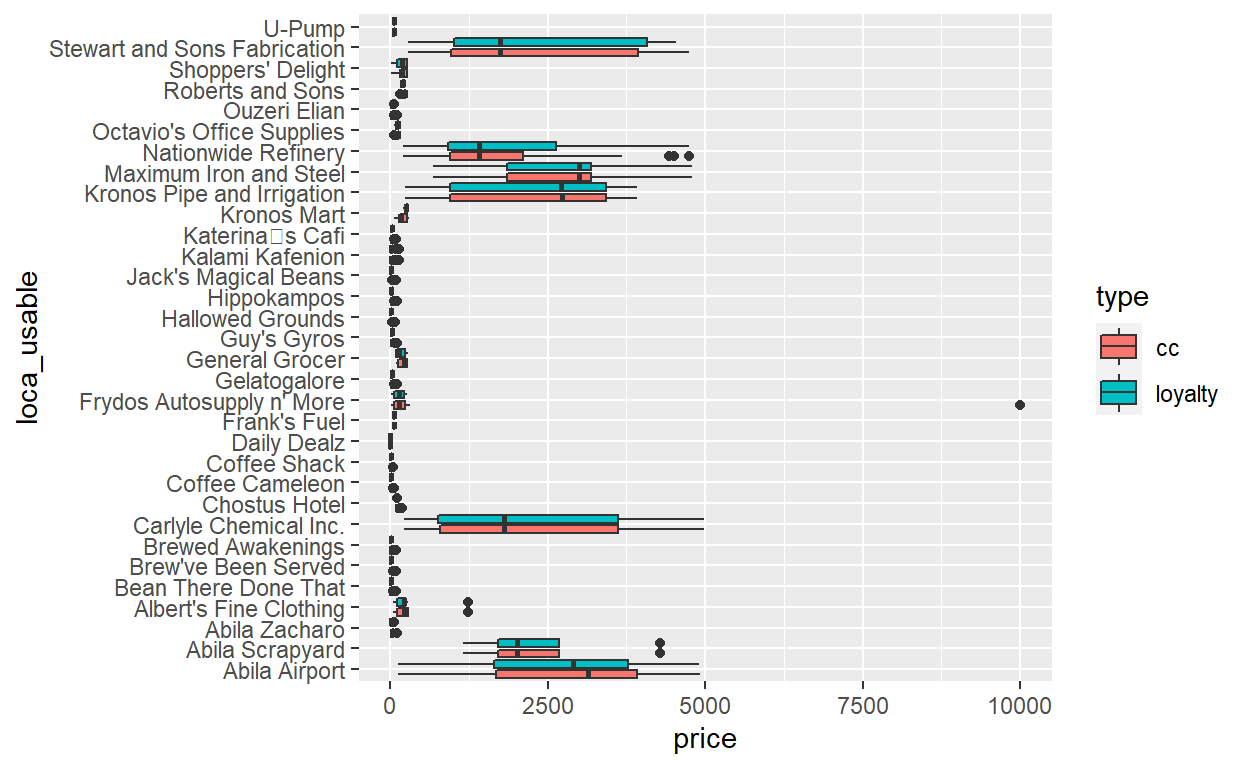 U-Pump
Stewart and Sons Fabrication
Shoppers' Delight
Roberts and Sons
Ouzeri Elian
Octavio's Office Supplies
Nationwide Refinery
Maximum Iron and Steel
Kronos Pipe and Irrigation
Kronos Mart
Katerina▯s Cafi
Kalami Kafenion
Jack's Magical Beans
Hippokampos
Hallowed Grounds
Guy's Gyros
General Grocer
Gelatogalore
Frydos Autosupply n' More
Frank's Fuel
Daily Dealz
Coffee Shack
Coffee Cameleon
Chostus Hotel
Carlyle Chemical Inc.
Brewed Awakenings
Brew've Been Served
Bean There Done That
Albert's Fine Clothing
Abila Zacharo
Abila Scrapyard
Abila Airport
loca_usable
0 2500 5000 7500 10000
price
type
cc
loyalty